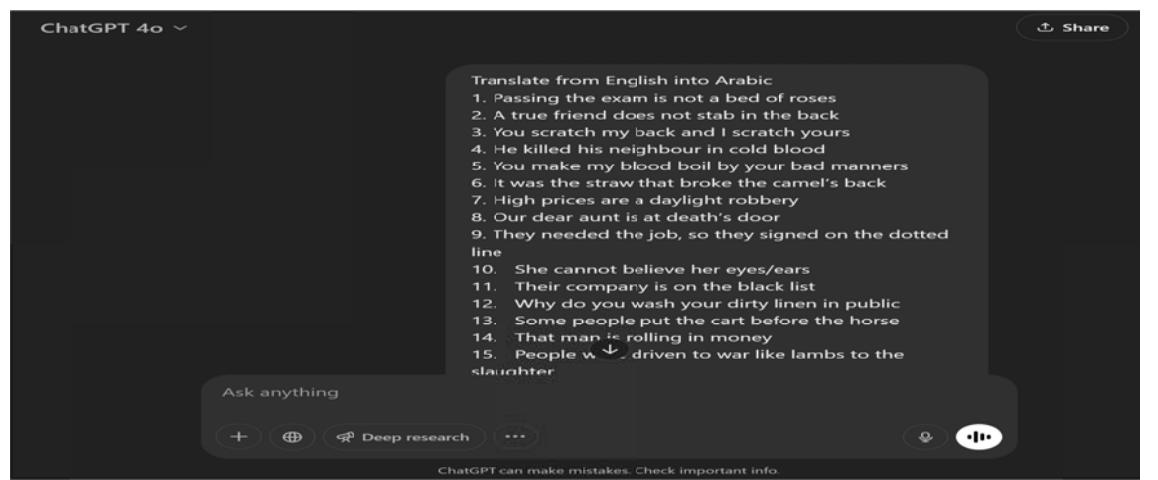 ChatGPT 4o
Share
Translate from English into Arabic
1. Passing the exam is not a bed of roses
2. A true friend does not stab in the back
3. You scratch my back and I scratch yours
4. He killed his neighbour in cold blood
5. You make my blood boil by your bad manners
6. It was the straw that broke the camel's back
7. High prices are a daylight robbery
8. Our dear aunt is at death's door
9. They needed the job, so they signed on the dotted
line
10. She cannot believe her eyes/ears
11. Their company is on the black list
12. Why do you wash your dirty linen in public
13. Some people put the cart before the horse
14. That man is rolling in money
15. People driven to war like lambs to the
slaughter
Ask anything
Deep research
ChatGPT can make mistakes. Check important info.